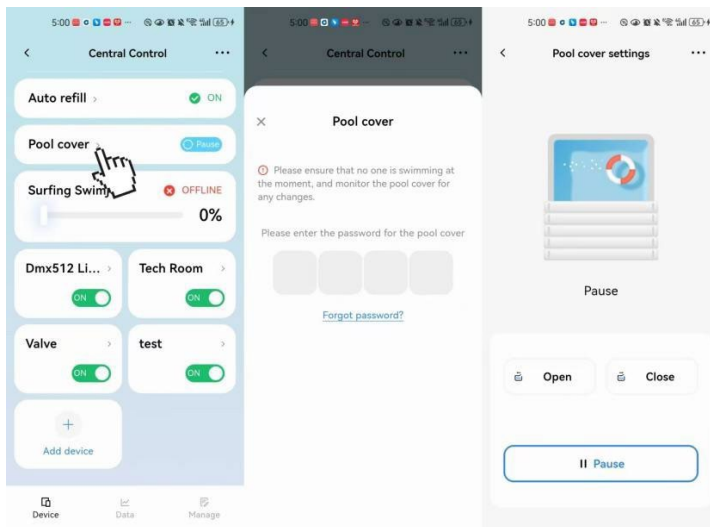 5:00
65
Central Control
Auto refill
ON
Pool cover
Pause
Surfing Swim
OFFLINE
0%
Dmx512 Li...
Tech Room
ON
ON
Valve
test
ON
ON
Add device
Device
Data
Manage
5:00
65
Central Control
Pool cover
Please ensure that no one is swimming at
the moment, and monitor the pool cover for
any changes.
Please enter the password for the pool cover
Forgot password?
5:00
65
Pool cover settings
Pause
Open
Close
Pause